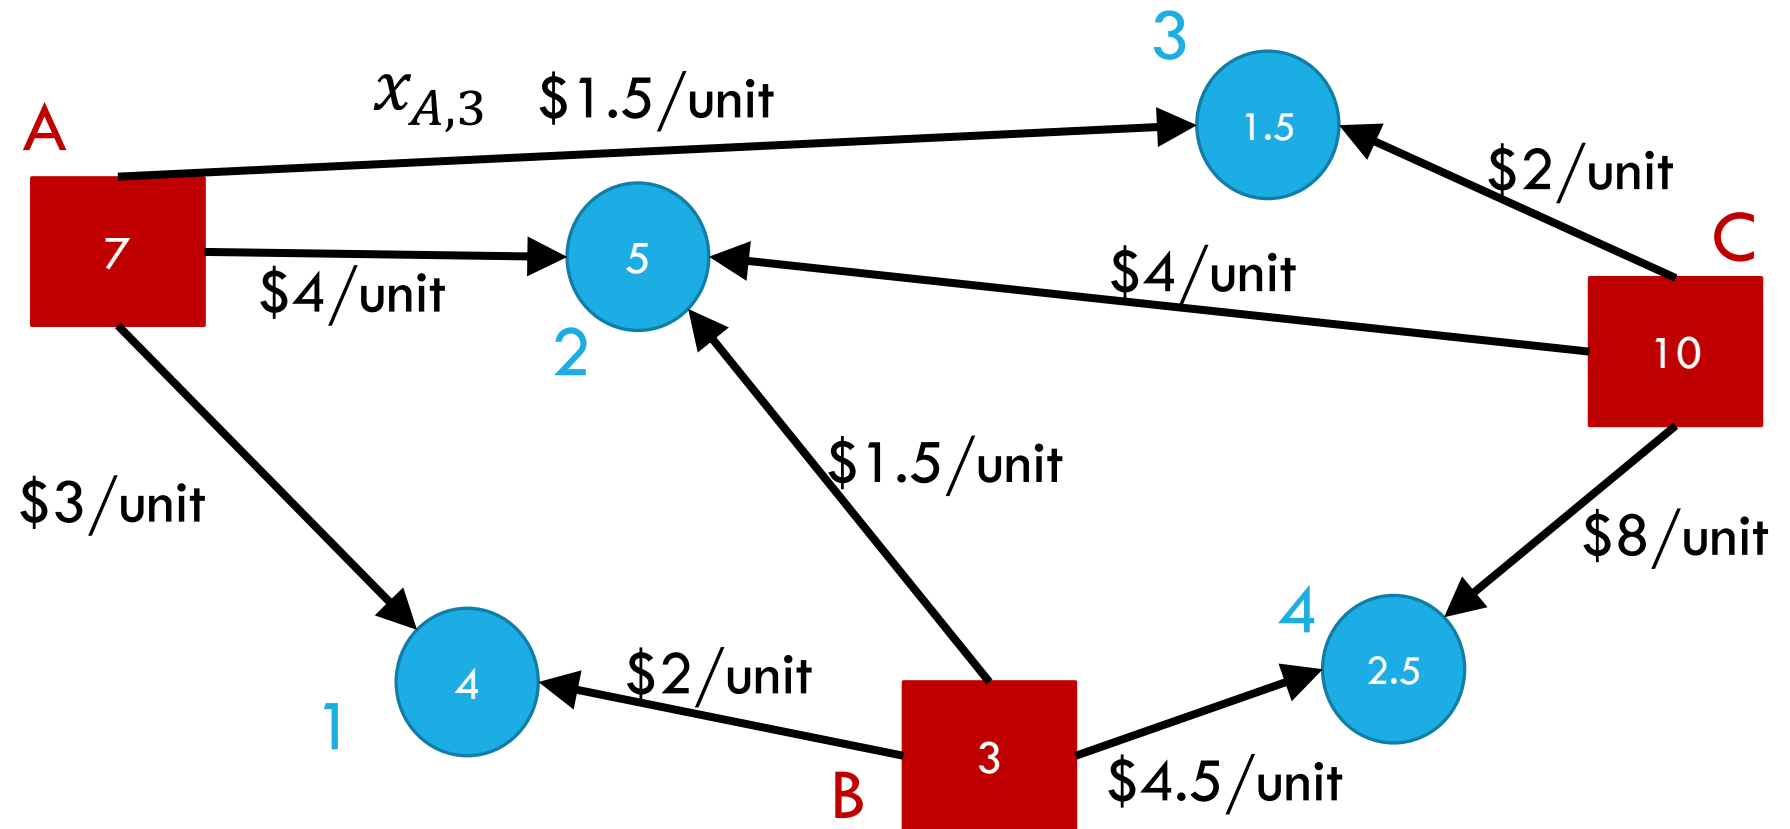 3
x_{A,3} $1.5/unit
1.5
A
$2/unit
C
7
5
$4/unit
$4/unit
2
10
$1.5/unit
$3/unit
$8/unit
4
$2/unit
4
2.5
1
3
$4.5/unit
B